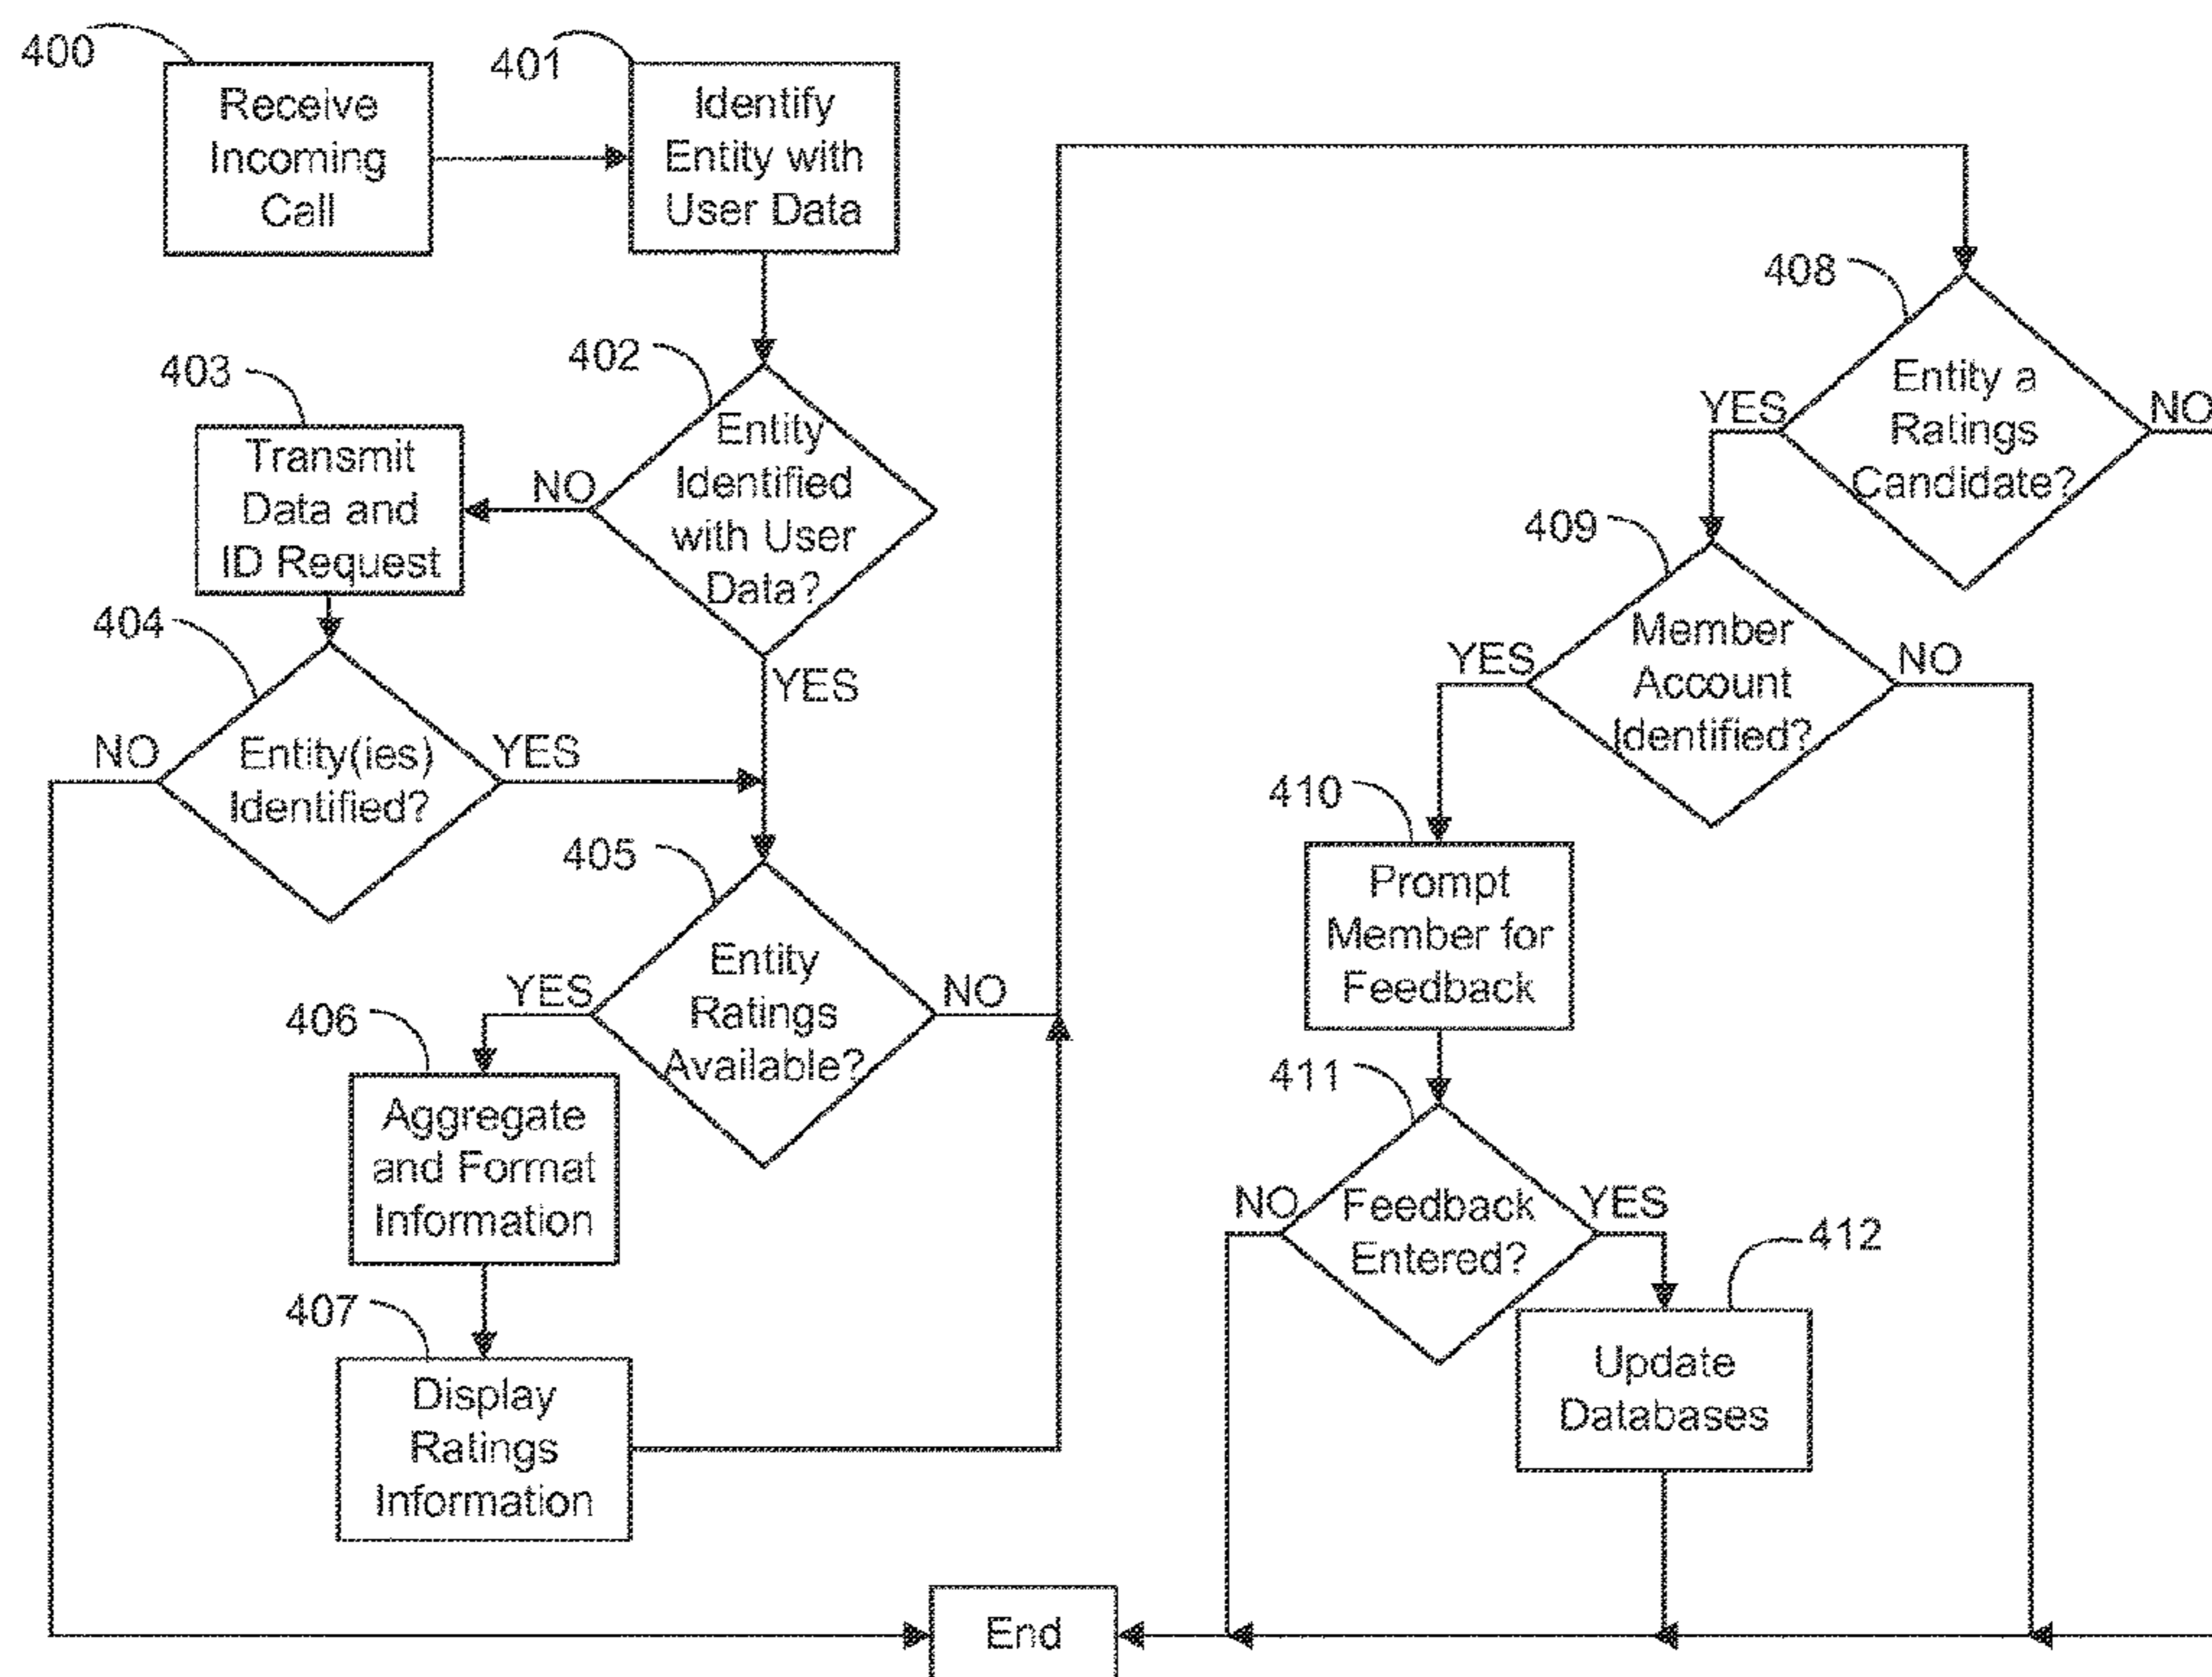 400
Receive
Incoming
Call
401
Identify
Entity with
User Data
402
Entity
Identified
with User
Data?
NO
YES
403
Transmit
Data and
ID Request
404
Entity(ies)
Identified?
NO
YES
405
Entity
Ratings
Available?
YES
NO
406
Aggregate
and Format
Information
407
Display
Ratings
Information
408
Entity a
Ratings
Candidate?
YES
NO
409
Member
Account
Identified?
YES
NO
410
Prompt
Member for
Feedback
411
Feedback
Entered?
NO
YES
412
Update
Databases
End